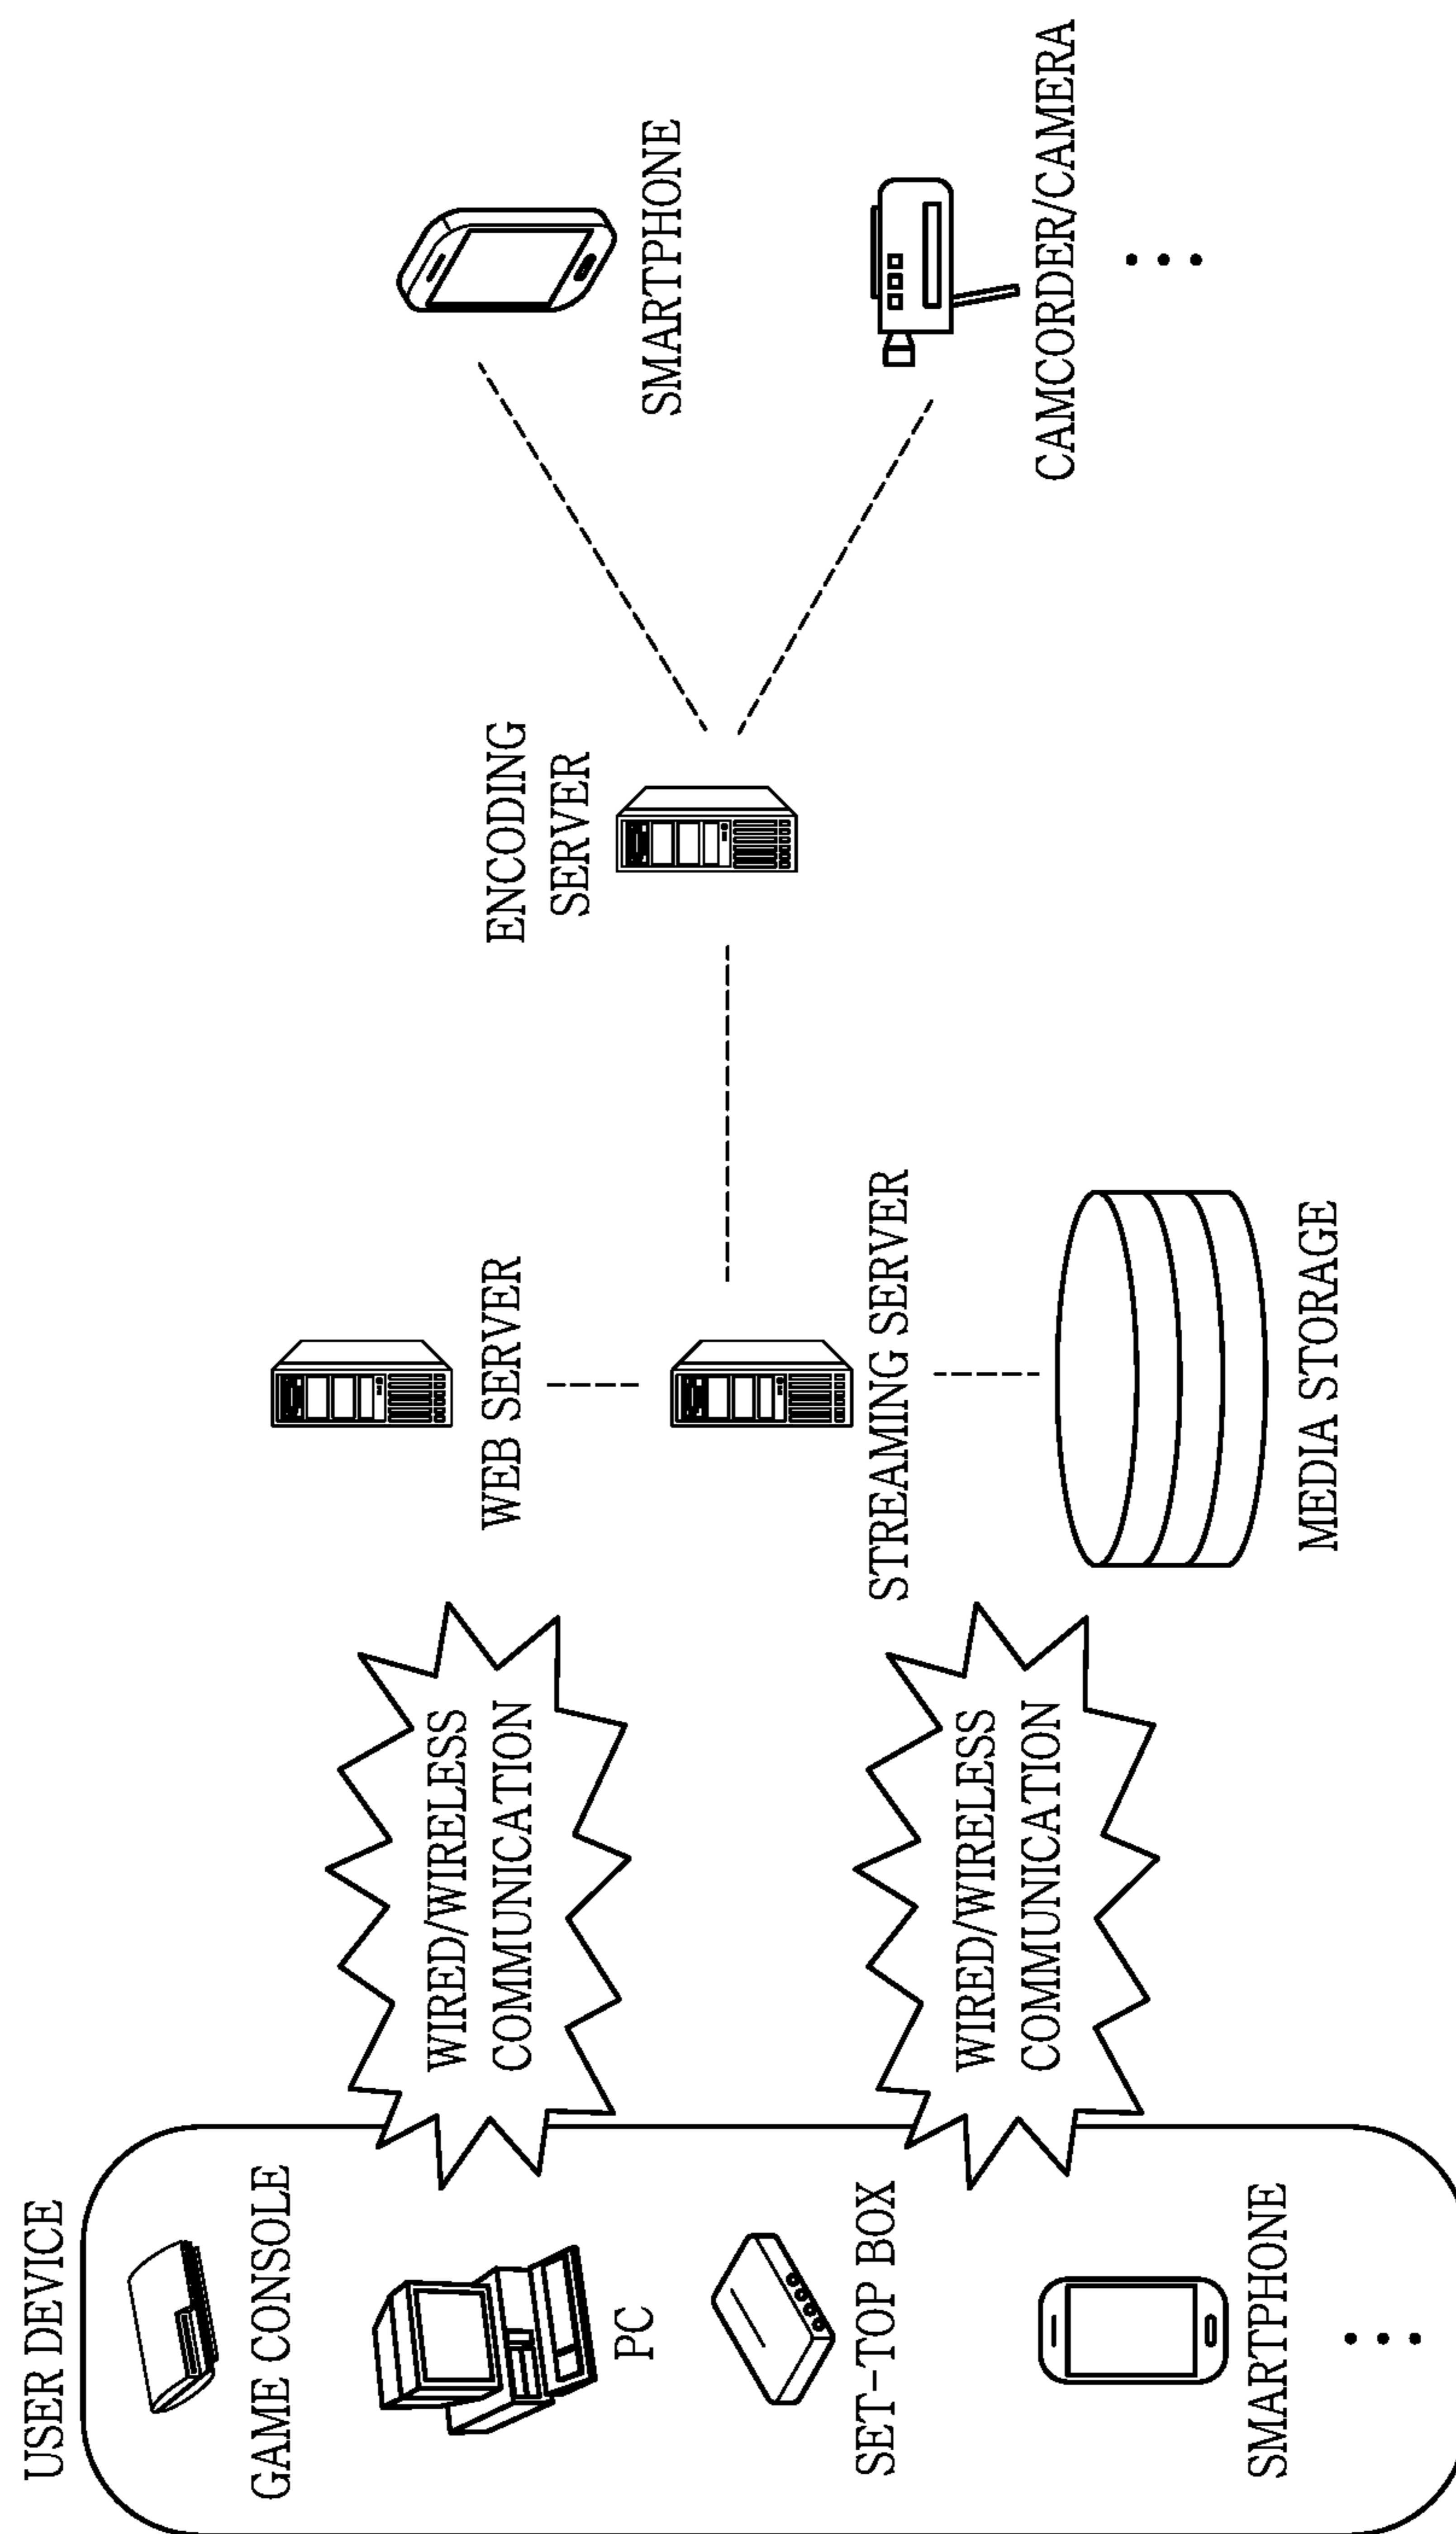 USER DEVICE
GAME CONSOLE
PC
SET-TOP BOX
SMARTPHONE
WIRED/WIRELESS
COMMUNICATION
WIRED/WIRELESS
COMMUNICATION
WEB SERVER
STREAMING SERVER
MEDIA STORAGE
ENCODING
SERVER
SMARTPHONE
CAMCORDER/CAMERA